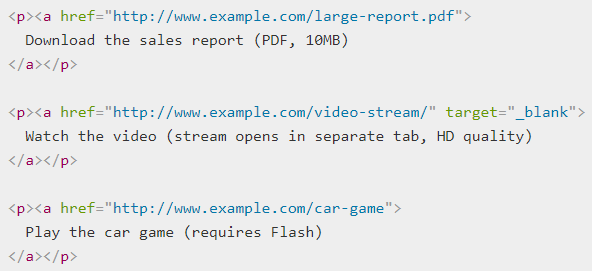 <p><a href="http://www.example.com/large-report.pdf">
Download the sales report (PDF, 10MB)
</a></p>
<p><a href="http://www.example.com/video-stream/" target="_blank">
Watch the video (stream opens in separate tab, HD quality)
</a></p>
<p><a href="http://www.example.com/car-game">
Play the car game (requires Flash)
</a></p>